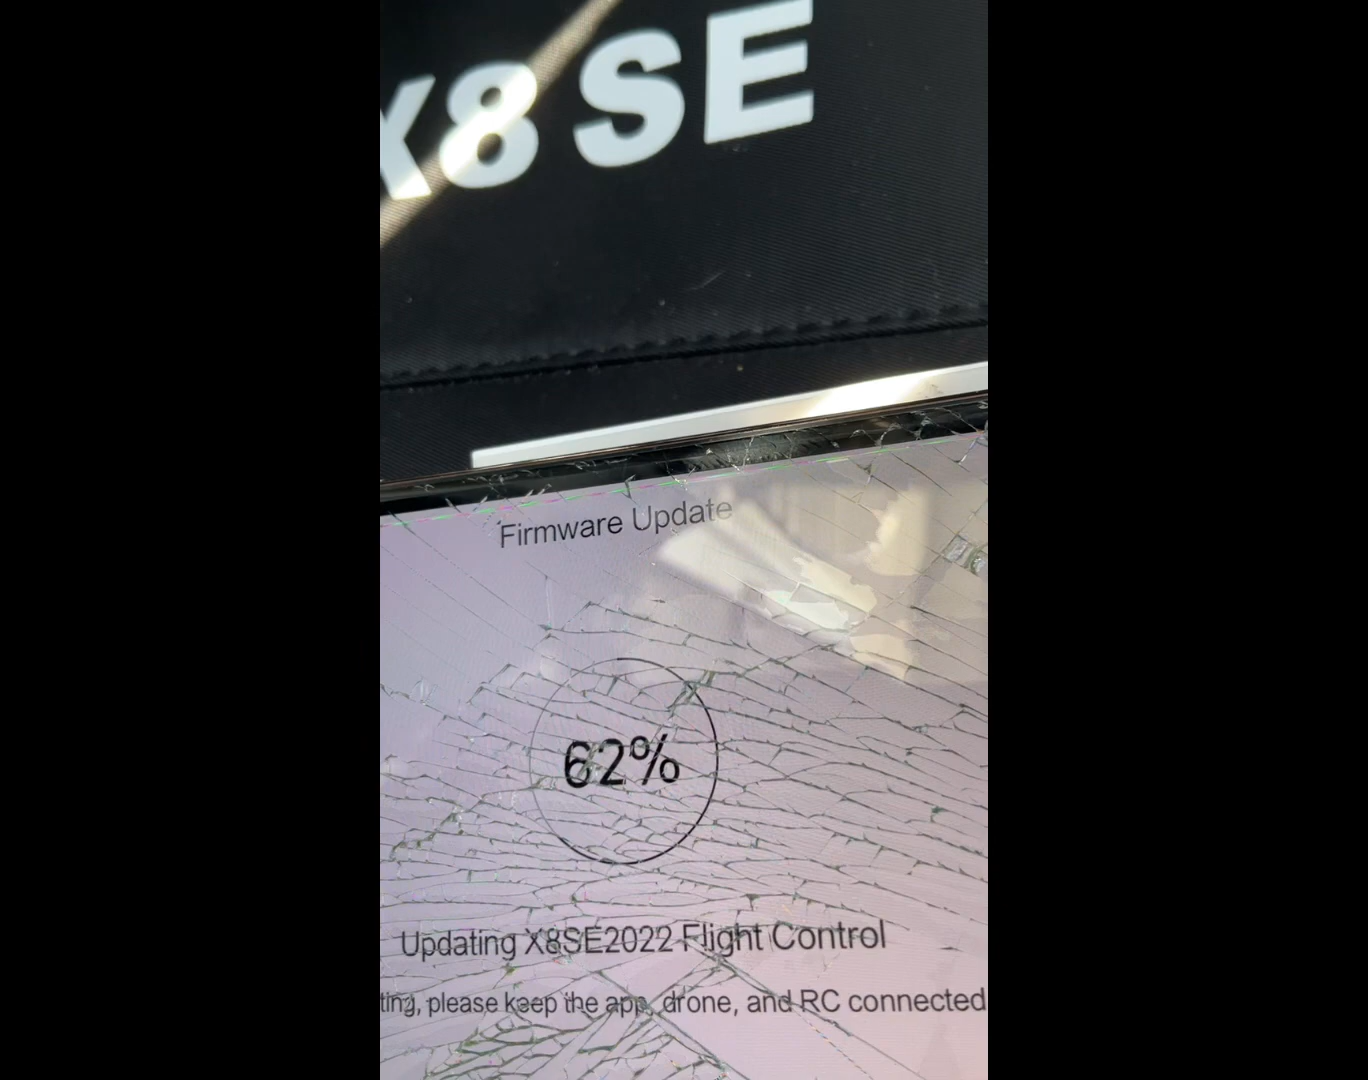 X8SE
Firmware Update
62%
Updating X8SE2022 Flight Control
ting, please keep the app, drone, and RC connected